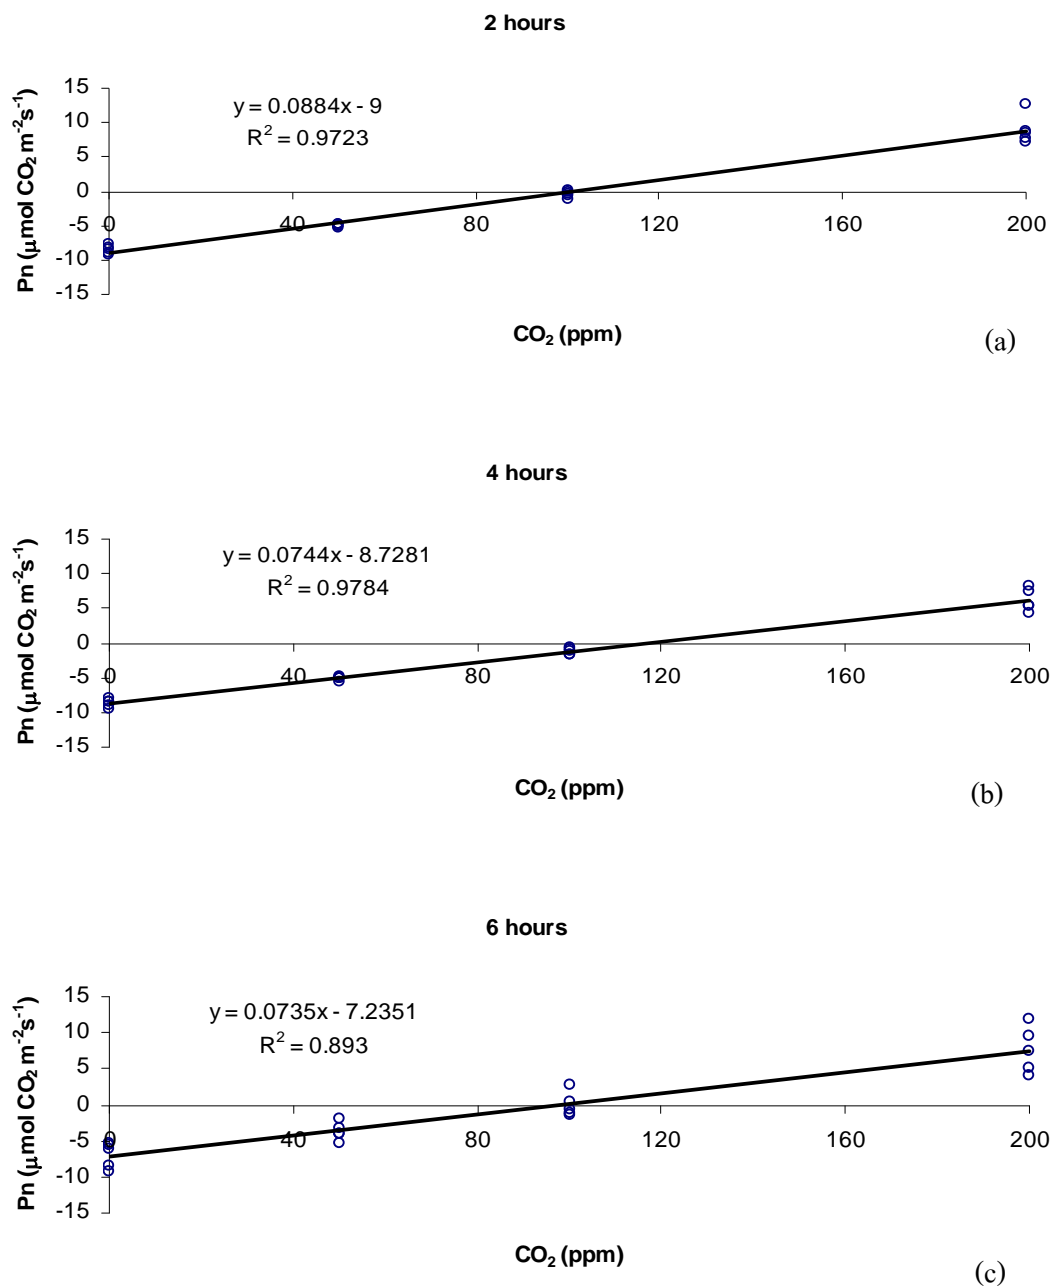 2 hours
15
10
5
0
-5
-10
-15
y = 0.0884x - 9
R² = 0.9723
0 40 80 120 160 200
Pn (μmol CO₂ m⁻²s⁻¹)
CO₂ (ppm)
(a)
4 hours
15
10
5
0
-5
-10
-15
y = 0.0744x - 8.7281
R² = 0.9784
0 40 80 120 160 200
Pn (μmol CO₂ m⁻²s⁻¹)
CO₂ (ppm)
(b)
6 hours
15
10
5
0
-5
-10
-15
y = 0.0735x - 7.2351
R² = 0.893
0 40 80 120 160 200
Pn (μmol CO₂ m⁻²s⁻¹)
CO₂ (ppm)
(c)